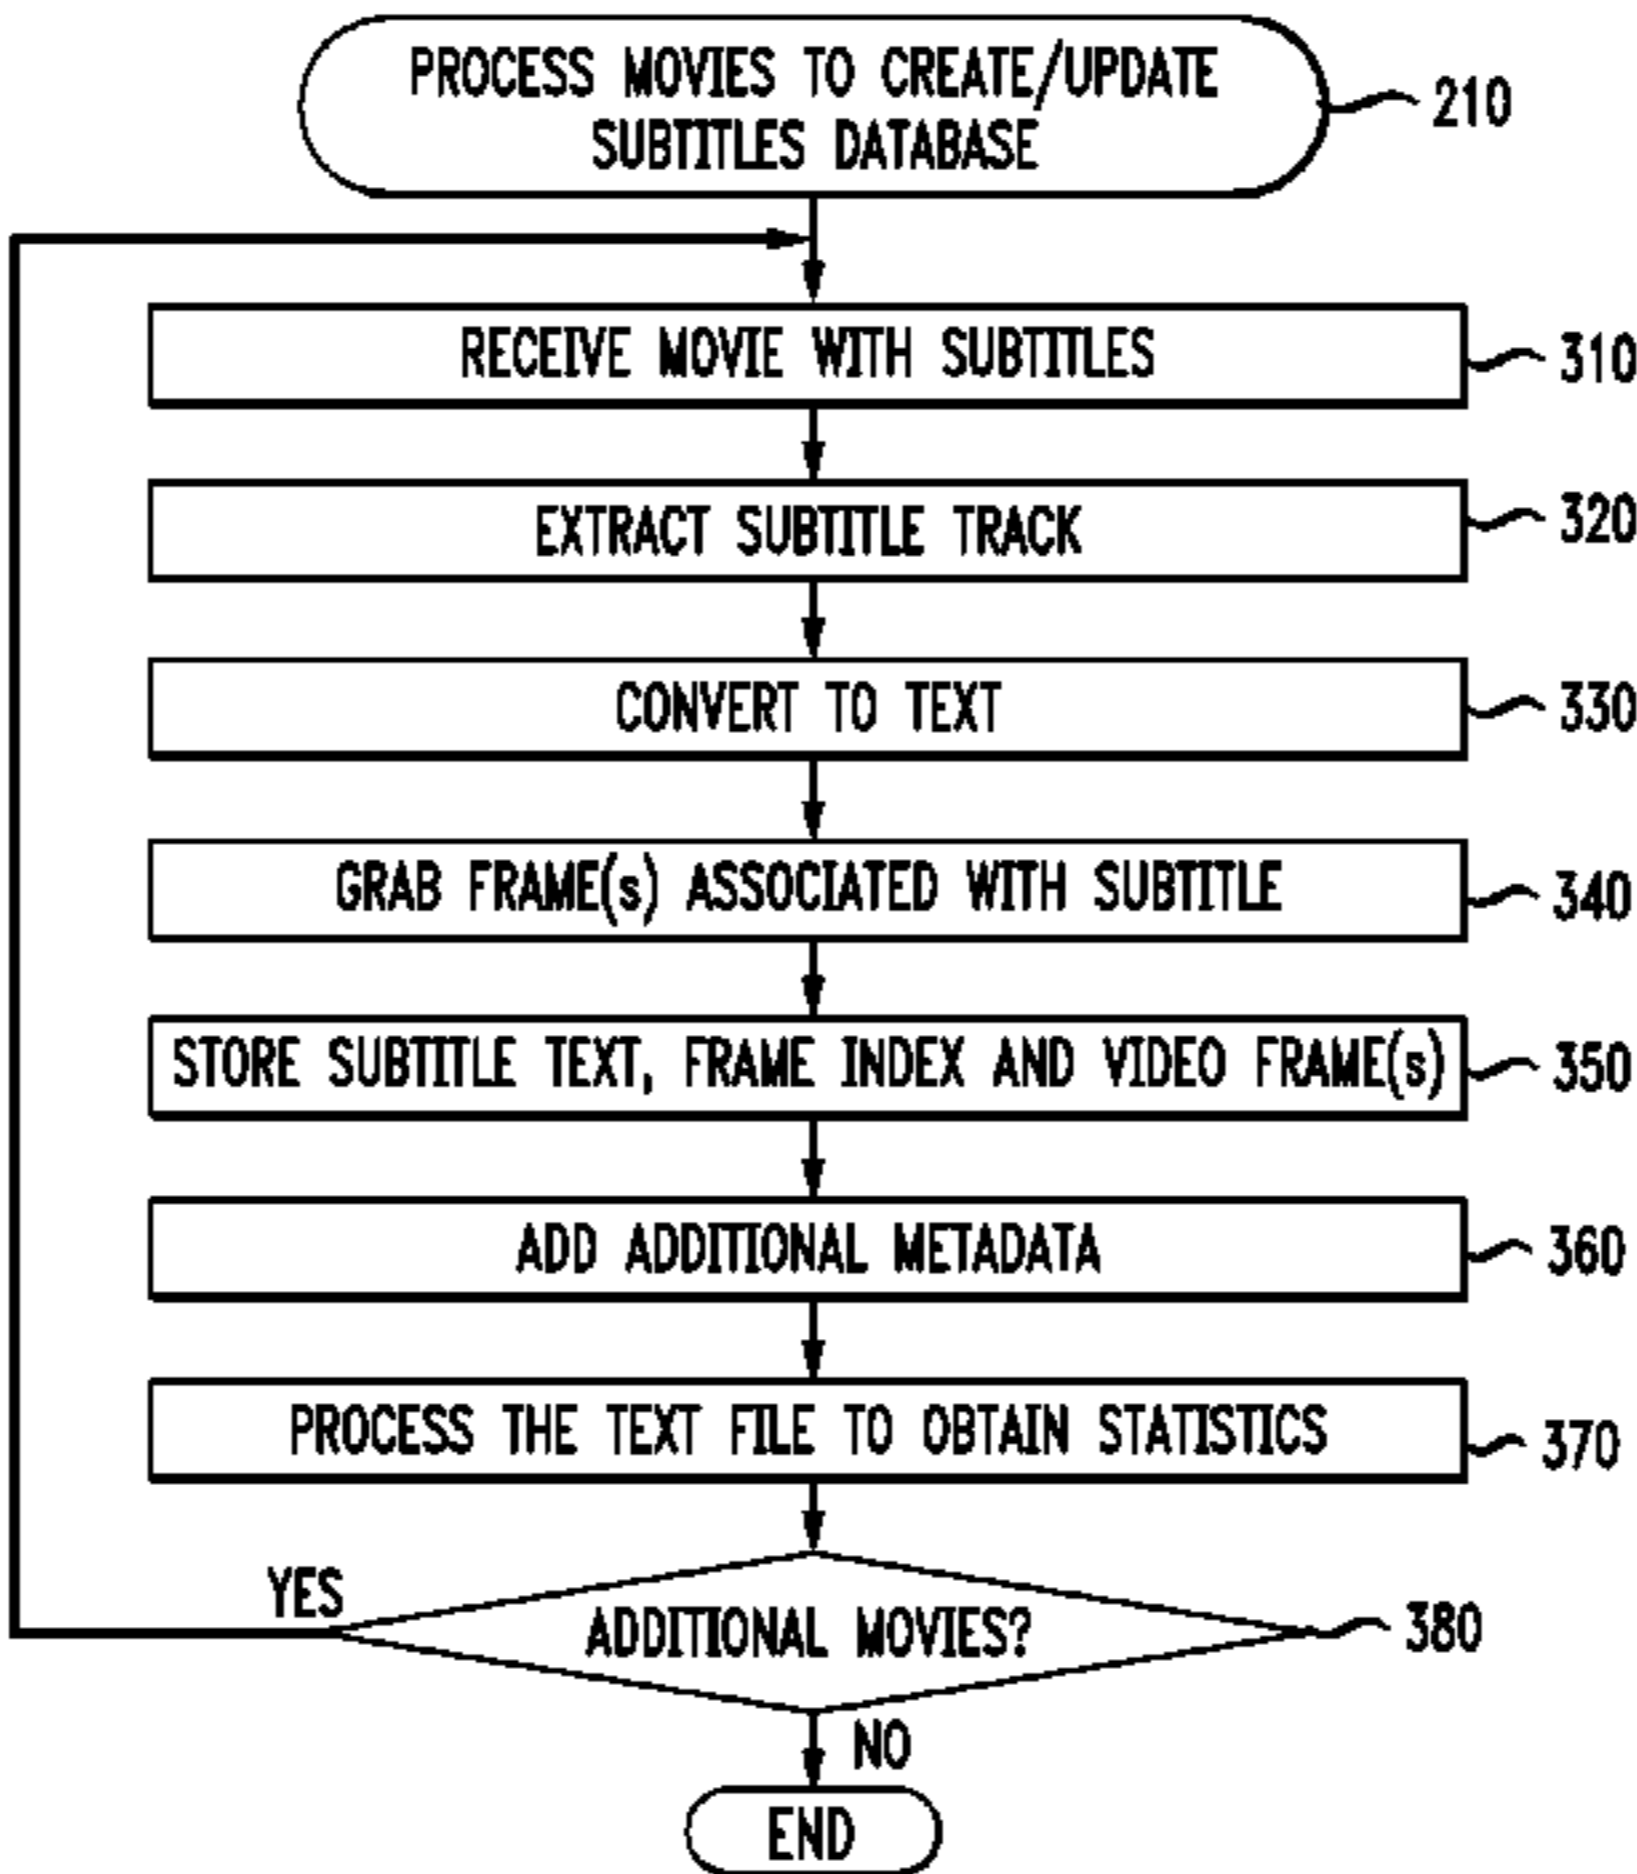 PROCESS MOVIES TO CREATE/UPDATE
SUBTITLES DATABASE
210
RECEIVE MOVIE WITH SUBTITLES
310
EXTRACT SUBTITLE TRACK
320
CONVERT TO TEXT
330
GRAB FRAME(s) ASSOCIATED WITH SUBTITLE
340
STORE SUBTITLE TEXT, FRAME INDEX AND VIDEO FRAME(s)
350
ADD ADDITIONAL METADATA
360
PROCESS THE TEXT FILE TO OBTAIN STATISTICS
370
YES
ADDITIONAL MOVIES?
380
NO
END